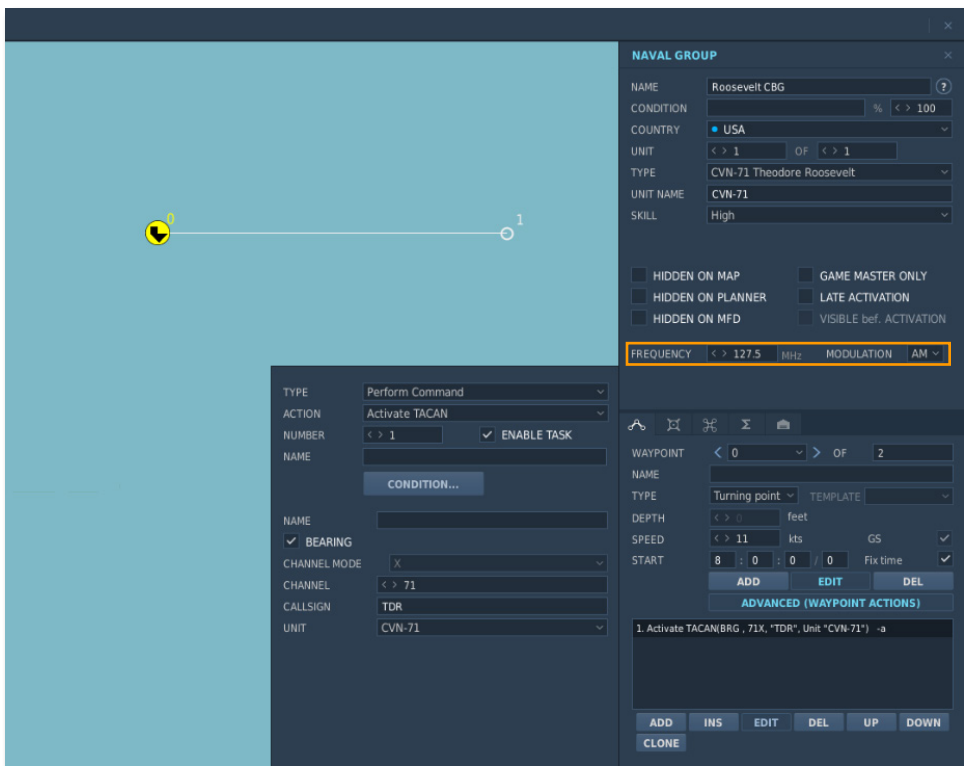 NAVAL GROUP
NAME Roosevelt CBG ?
CONDITION % < > 100
COUNTRY USA
UNIT < > 1 OF < > 1
TYPE CVN-71 Theodore Roosevelt
UNIT NAME CVN-71
SKILL High
HIDDEN ON MAP GAME MASTER ONLY
HIDDEN ON PLANNER LATE ACTIVATION
HIDDEN ON MFD VISIBLE bef. ACTIVATION
FREQUENCY < > 127.5 MHz MODULATION AM
0
1
TYPE Perform Command
ACTION Activate TACAN
NUMBER < > 1 ENABLE TASK
NAME
CONDITION...
NAME
BEARING
CHANNEL MODE X
CHANNEL < > 71
CALLSIGN TDR
UNIT CVN-71
WAYPOINT < 0 > OF 2
NAME
TYPE Turning point TEMPLATE
DEPTH < > 0 feet
SPEED < > 11 kts GS
START 8 : 0 : 0 / 0 Fix time
ADD EDIT DEL
ADVANCED (WAYPOINT ACTIONS)
1. Activate TACAN(BRG , 71X, "TDR", Unit "CVN-71") -a
ADD INS EDIT DEL UP DOWN
CLONE